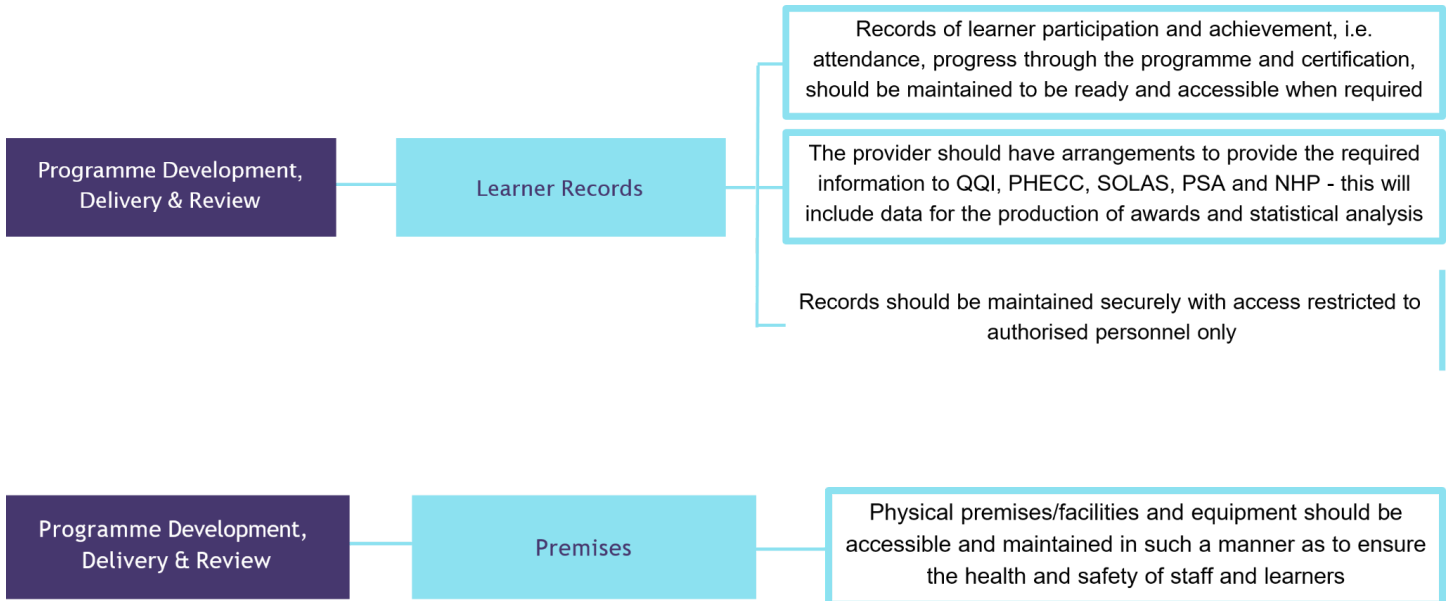 Programme Development,
Delivery & Review
Learner Records
Records of learner participation and achievement, i.e.
attendance, progress through the programme and certification,
should be maintained to be ready and accessible when required
The provider should have arrangements to provide the required
information to QQI, PHECC, SOLAS, PSA and NHP - this will
include data for the production of awards and statistical analysis
Records should be maintained securely with access restricted to
authorised personnel only
Programme Development,
Delivery & Review
Premises
Physical premises/facilities and equipment should be
accessible and maintained in such a manner as to ensure
the health and safety of staff and learners